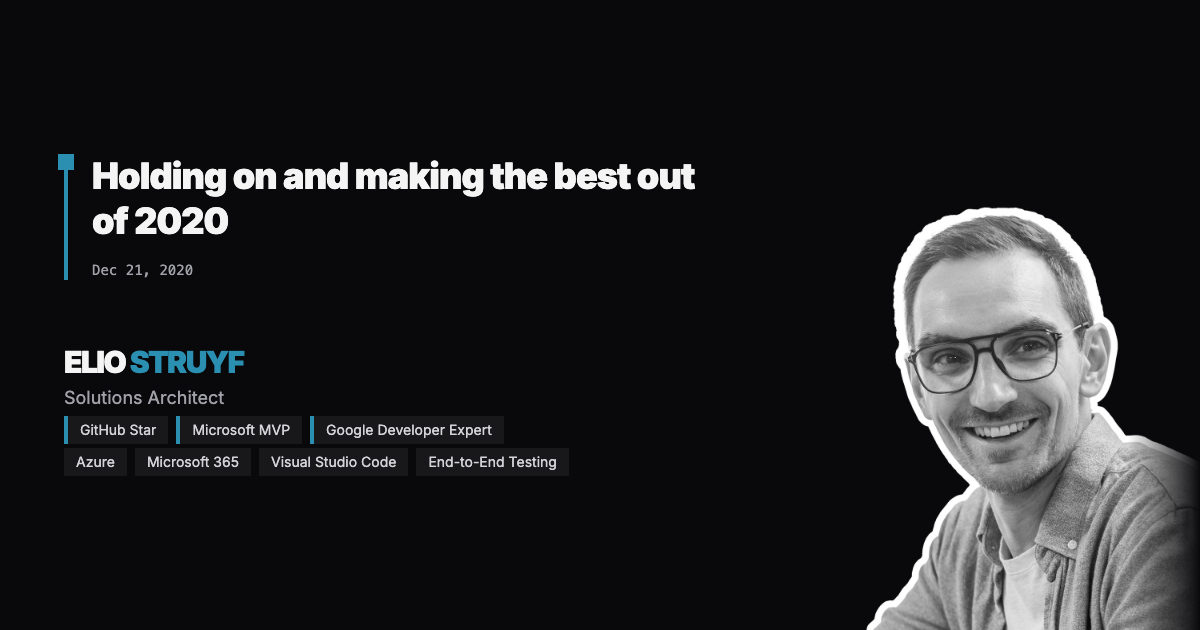 Holding on and making the best out
of 2020
Dec 21, 2020
ELIO STRUYF
Solutions Architect
GitHub Star Microsoft MVP Google Developer Expert
Azure Microsoft 365 Visual Studio Code End-to-End Testing